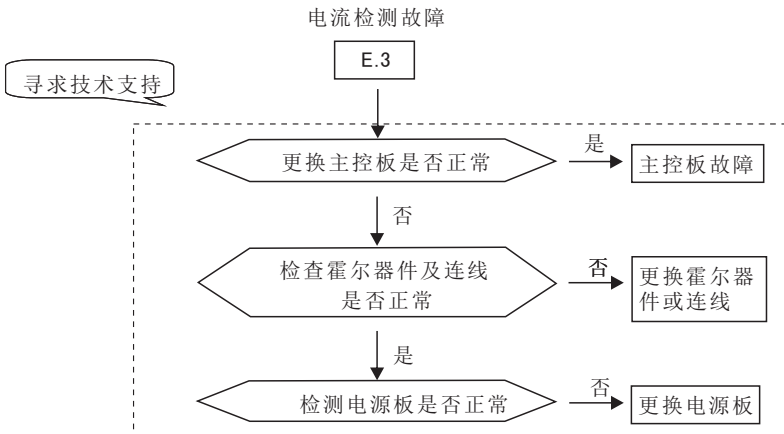 电流检测故障
E.3
寻求技术支持
更换主控板是否正常
是
主控板故障
否
检查霍尔器件及连线
是否正常
否
更换霍尔器
件或连线
是
检测电源板是否正常
否
更换电源板